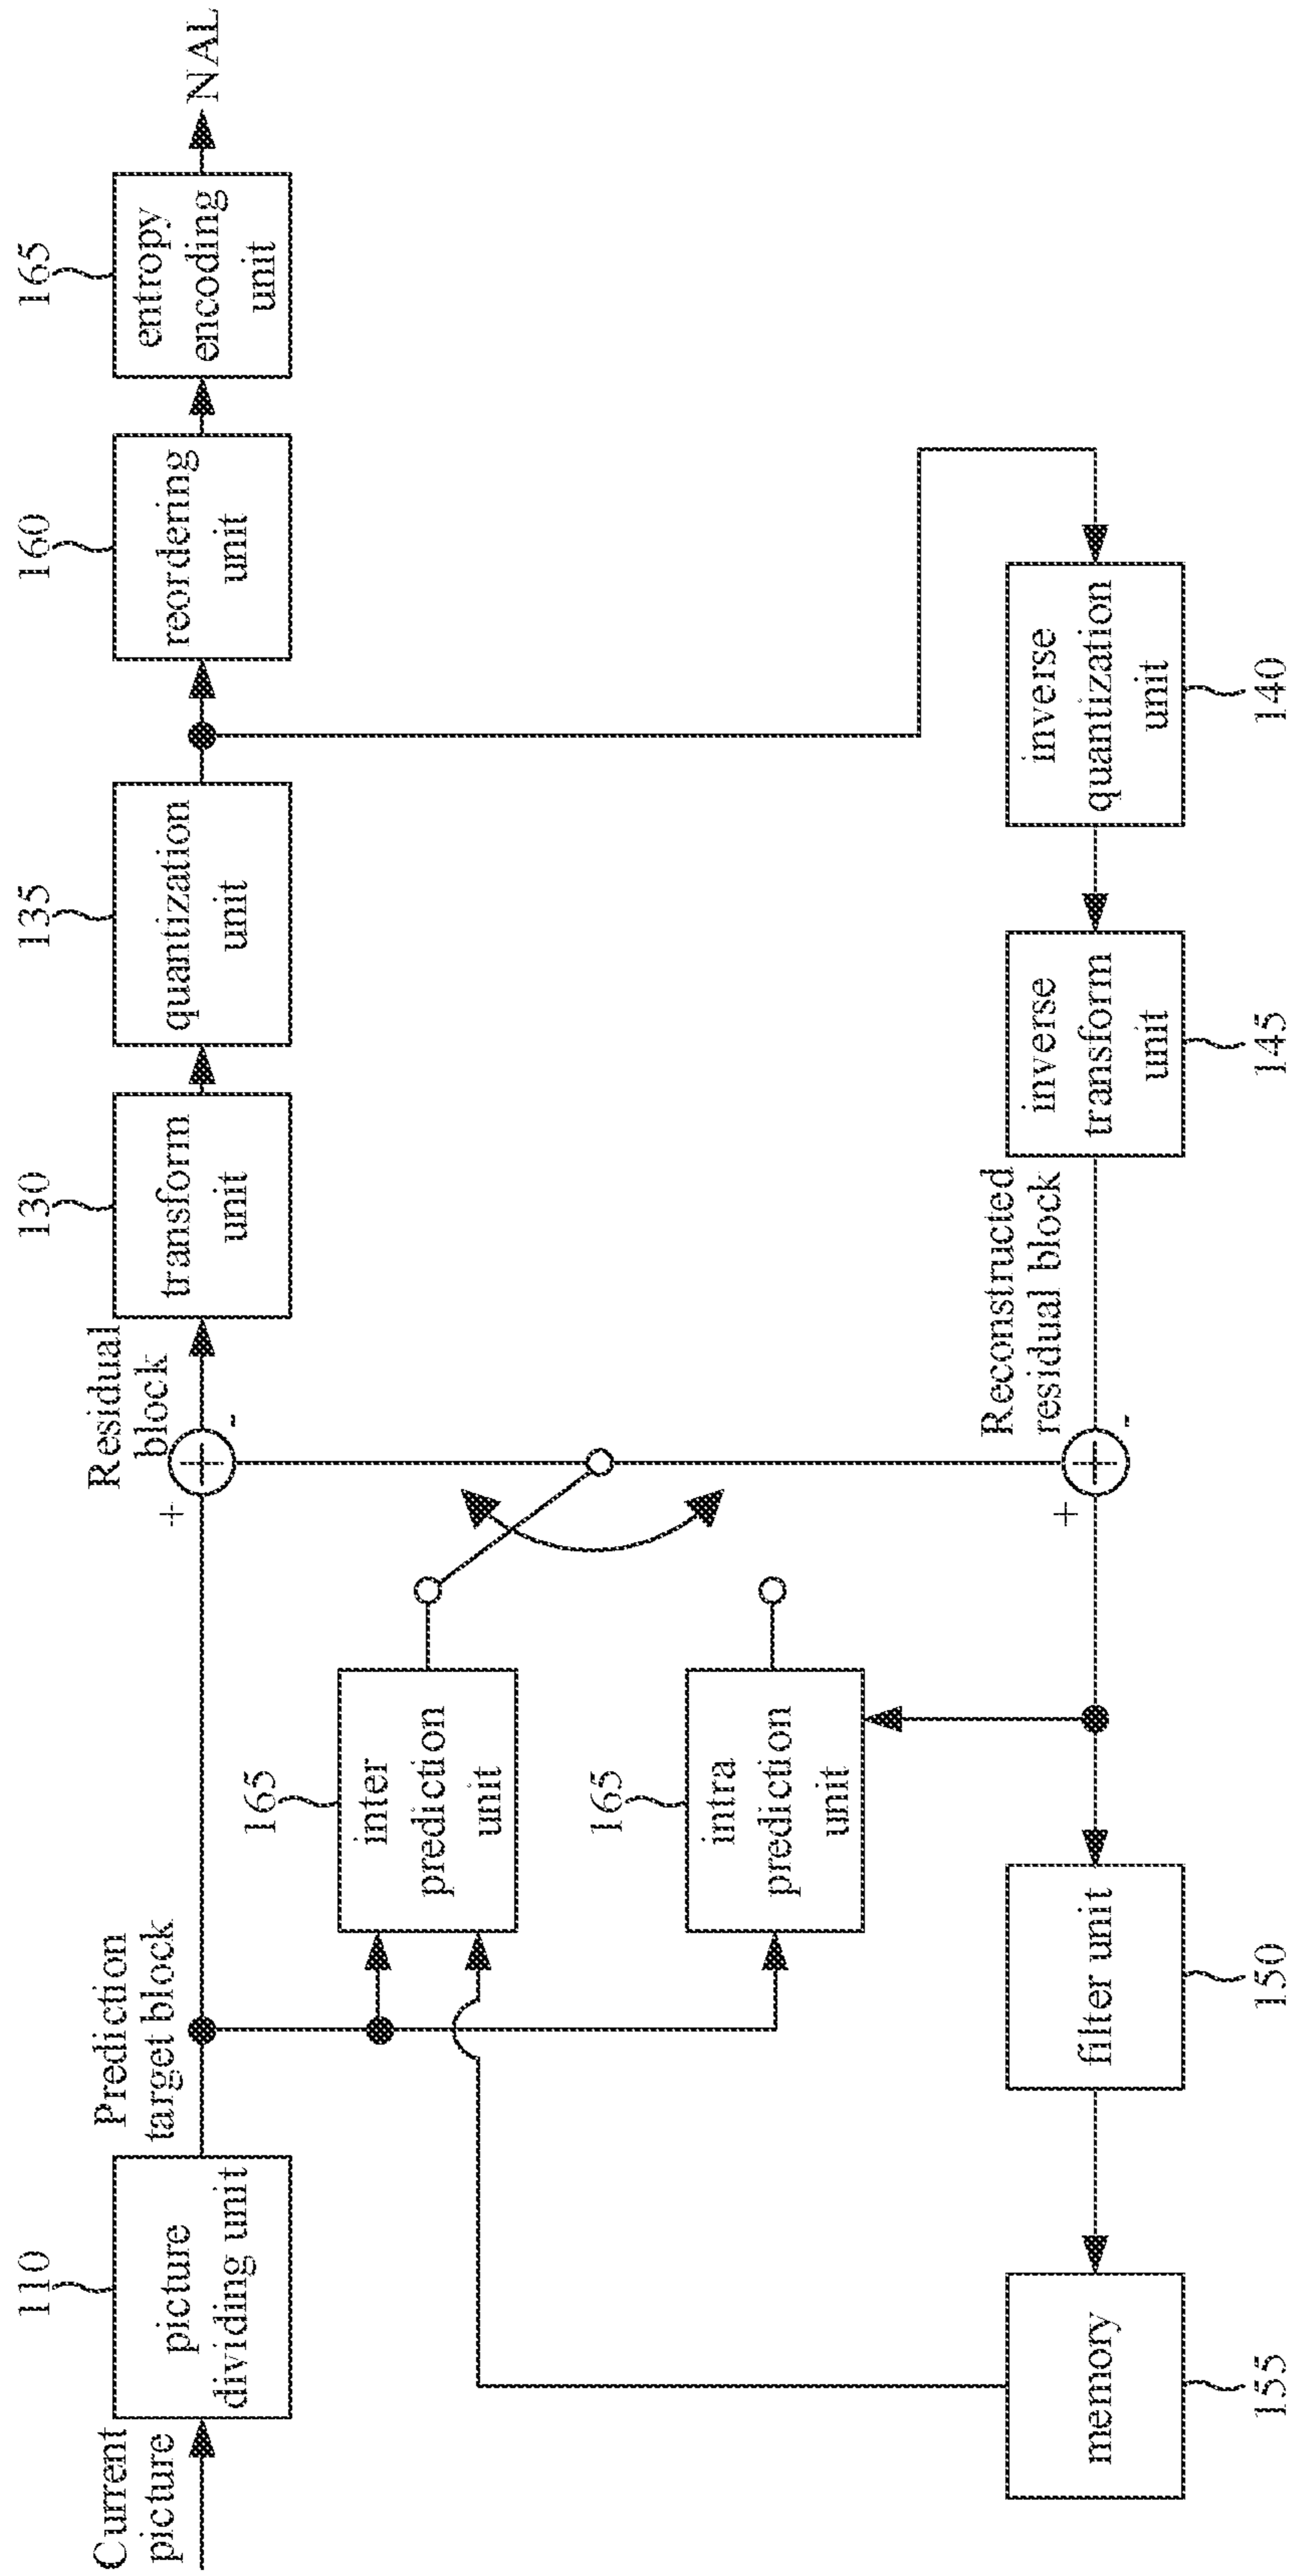 Current
picture
110
picture
dividing unit
Prediction
target block
+
-
Residual
block
130
transform
unit
135
quantization
unit
160
reordering
unit
165
entropy
encoding
unit
NAL
165
inter
prediction
unit
165
intra
prediction
unit
155
memory
150
filter unit
+
-
Reconstructed
residual block
inverse
transform
unit
145
inverse
quantization
unit
140